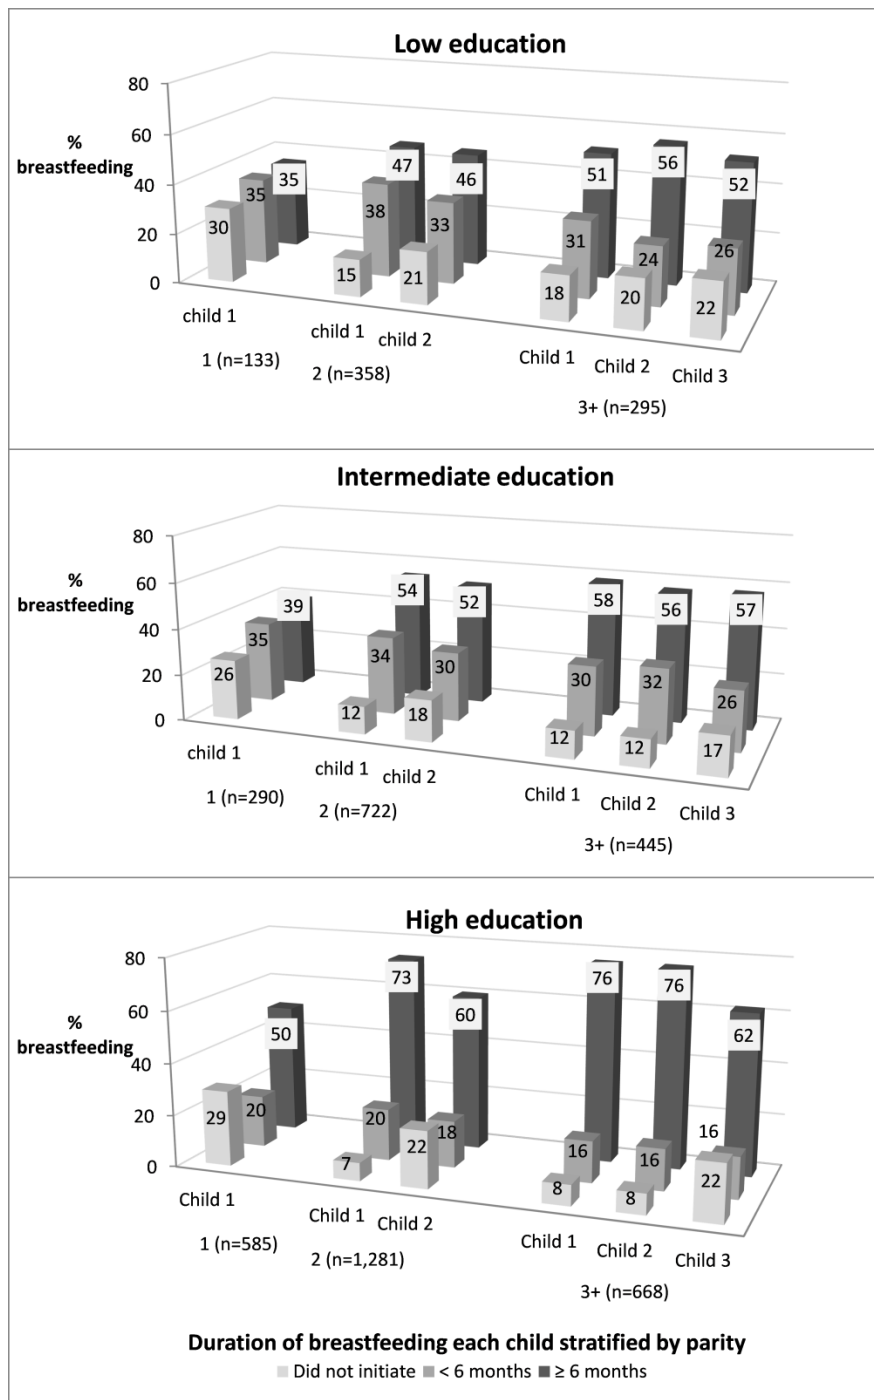 Low education
80
60
40
20
0
%
breastfeeding
30
35
35
15
38
47
21
33
46
18
31
51
20
24
56
22
26
52
child 1
child 1
child 2
Child 1
Child 2
Child 3
1 (n=133)
2 (n=358)
3+ (n=295)
Intermediate education
80
60
40
20
0
%
breastfeeding
26
35
39
12
34
54
18
30
52
12
30
58
12
32
56
17
26
57
child 1
child 1
child 2
Child 1
Child 2
Child 3
1 (n=290)
2 (n=722)
3+ (n=445)
High education
80
60
40
20
0
%
breastfeeding
29
20
50
7
20
73
22
18
60
8
16
76
8
16
76
22
16
62
Child 1
Child 1
Child 2
Child 1
Child 2
Child 3
1 (n=585)
2 (n=1,281)
3+ (n=668)
Duration of breastfeeding each child stratified by parity
Did not initiate < 6 months ≥ 6 months